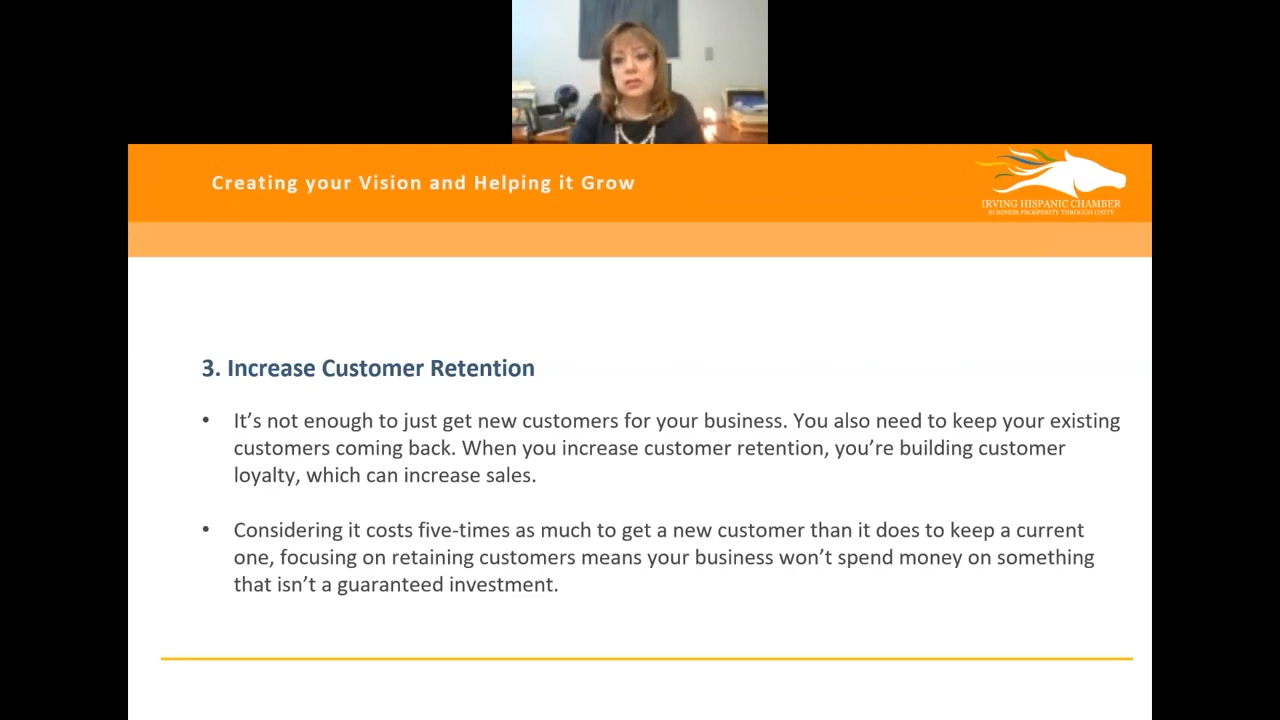 Creating your Vision and Helping it Grow
IRVING HISPANIC CHAMBER
BUSINESS PROSPERITY THROUGH UNITY
3. Increase Customer Retention
• It’s not enough to just get new customers for your business. You also need to keep your existing
customers coming back. When you increase customer retention, you’re building customer
loyalty, which can increase sales.
• Considering it costs five-times as much to get a new customer than it does to keep a current
one, focusing on retaining customers means your business won’t spend money on something
that isn’t a guaranteed investment.